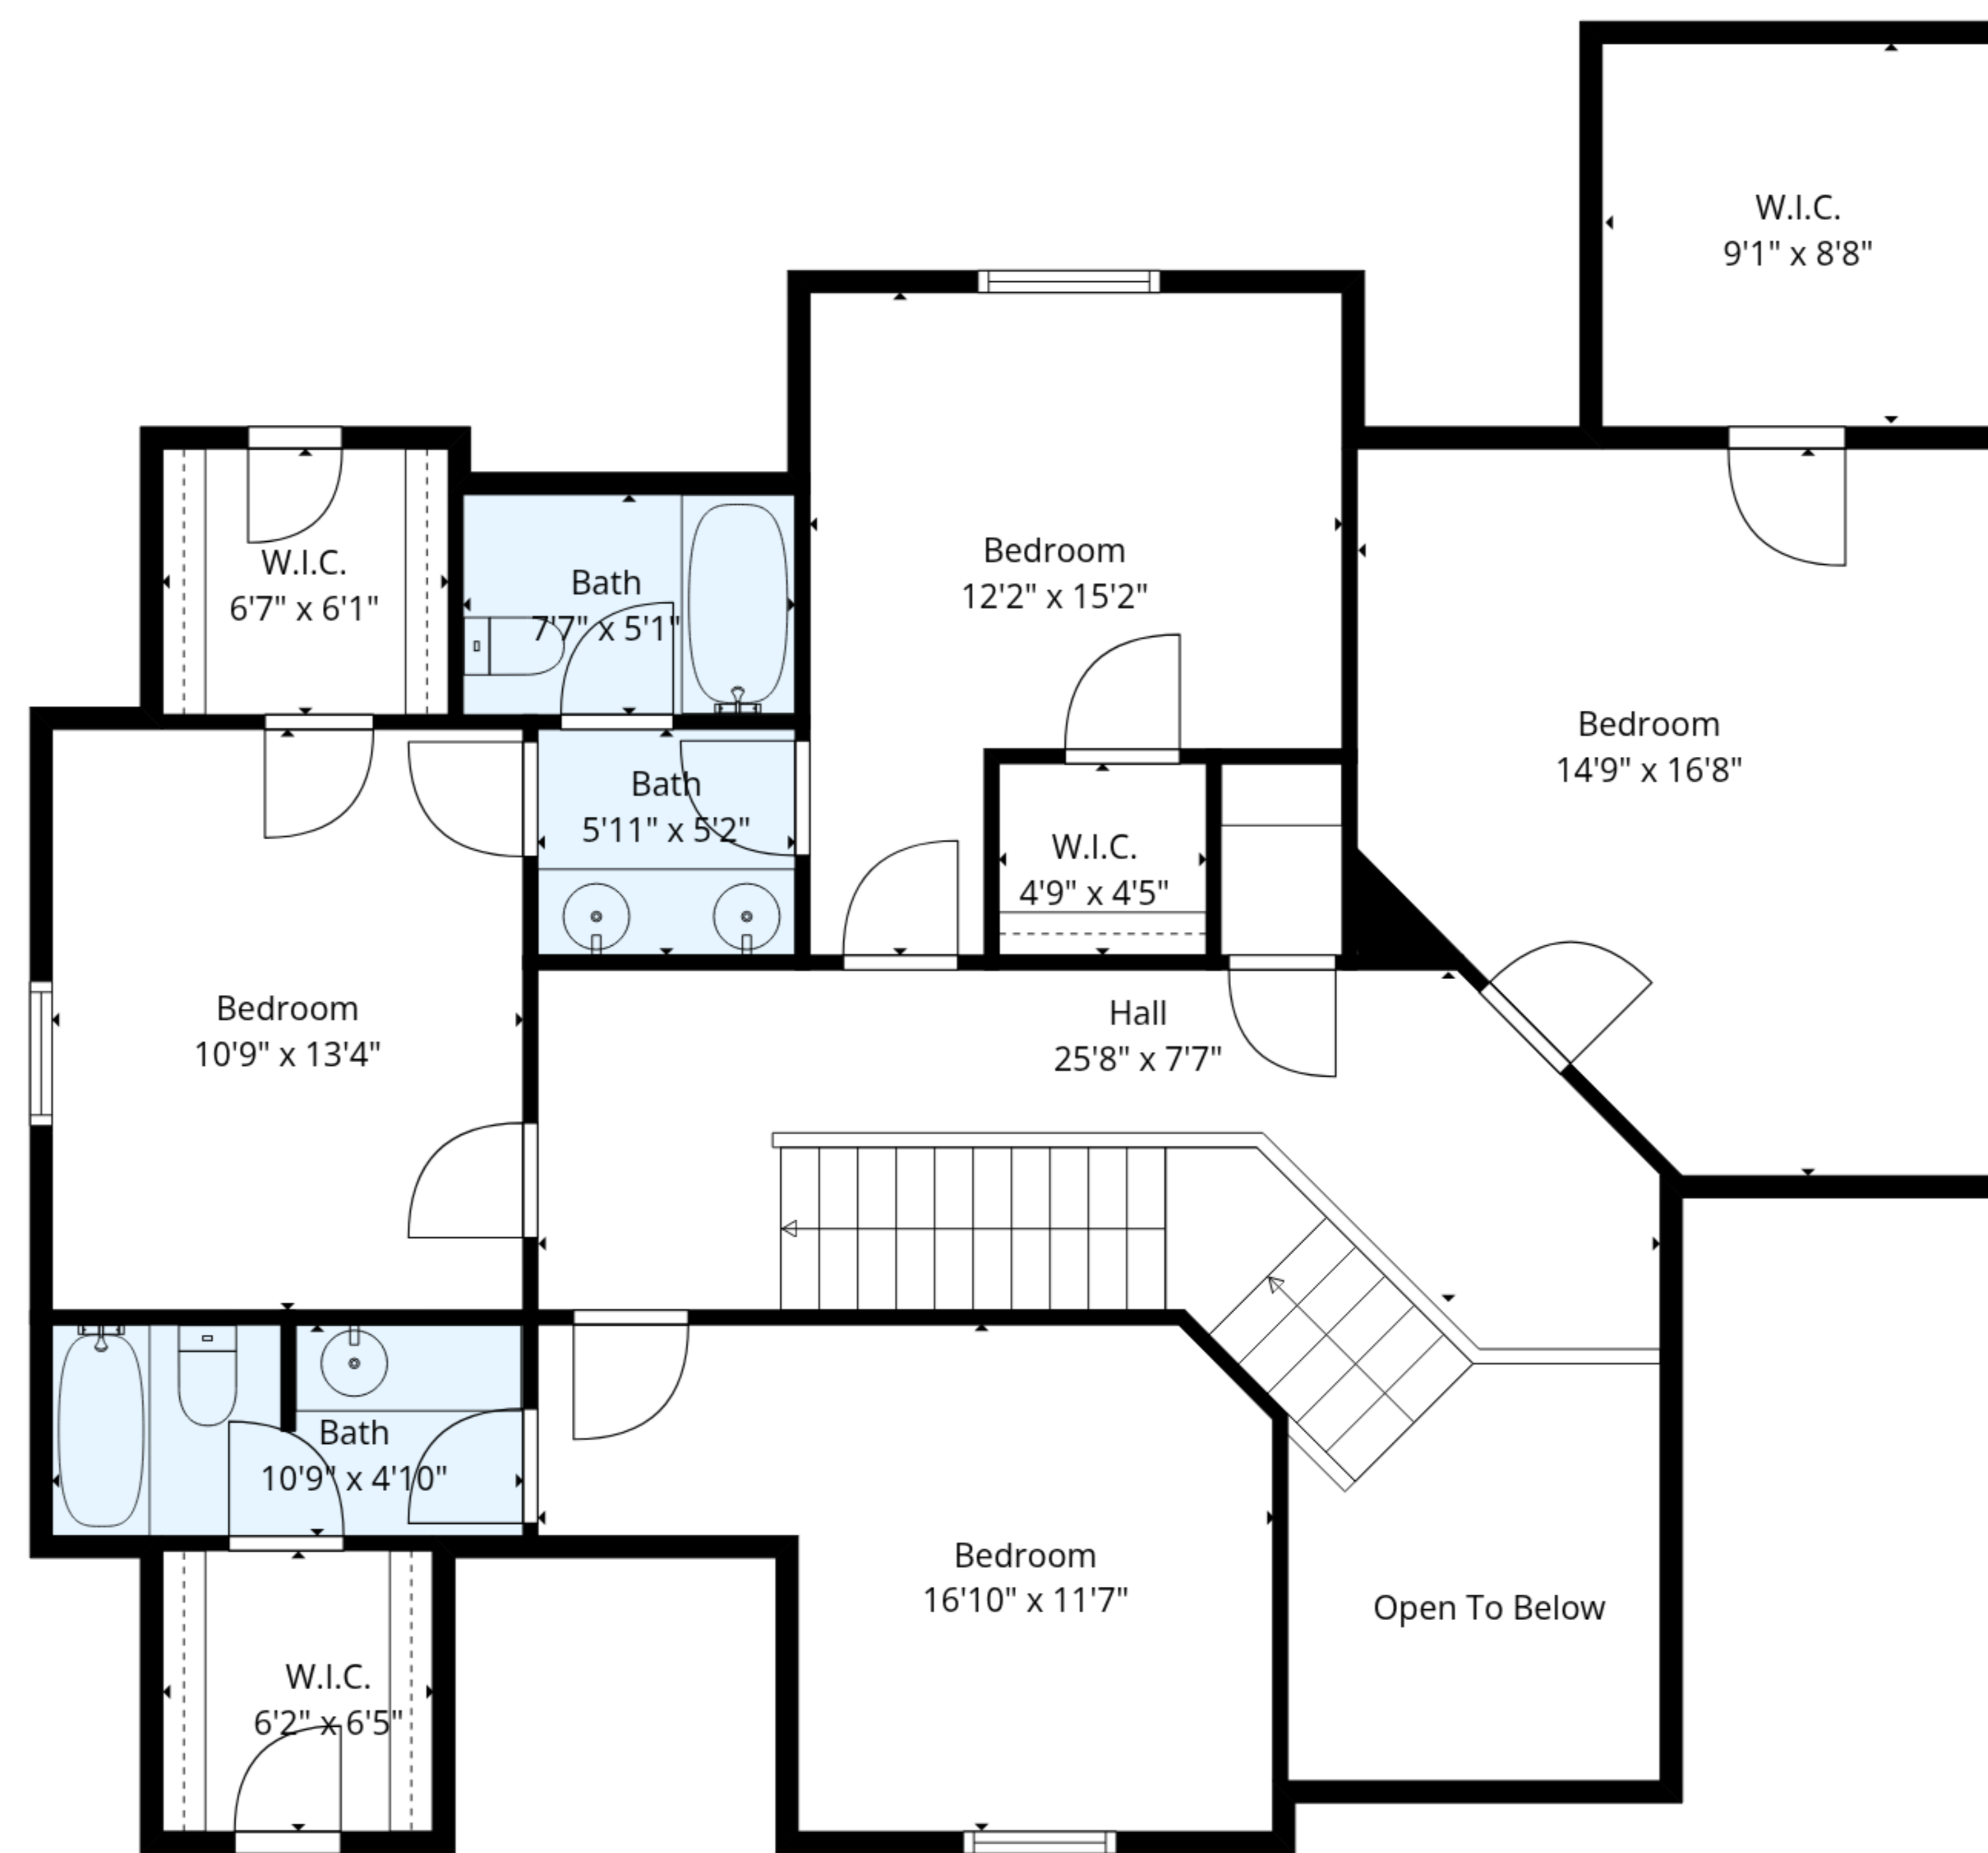 W.I.C.
9'1" x 8'8"
Bedroom
12'2" x 15'2"
W.I.C.
6'7" x 6'1"
Bath
7'7" x 5'1"
Bedroom
14'9" x 16'8"
Bath
5'11" x 5'2"
W.I.C.
4'9" x 4'5"
Bedroom
10'9" x 13'4"
Hall
25'8" x 7'7"
Bath
10'9" x 4'10"
Bedroom
16'10" x 11'7"
Open To Below
W.I.C.
6'2" x 6'5"